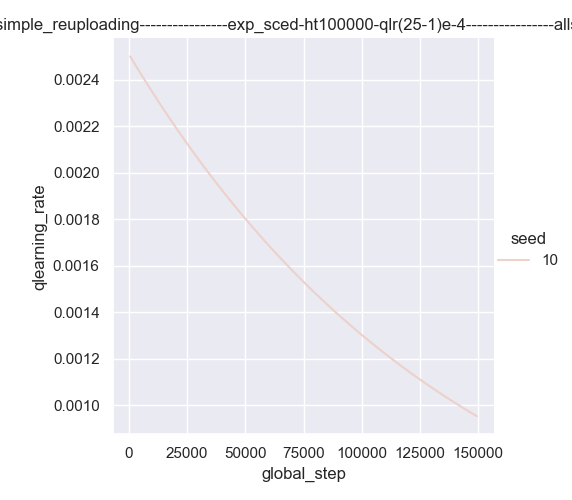 simple_reuploading----------------exp_sced-ht100000-qlr(25-1)e-4----------------alls
0.0024
0.0022
0.0020
0.0018
0.0016
0.0014
0.0012
0.0010
qlearning_rate
0 25000 50000 75000 100000 125000 150000
global_step
seed
10